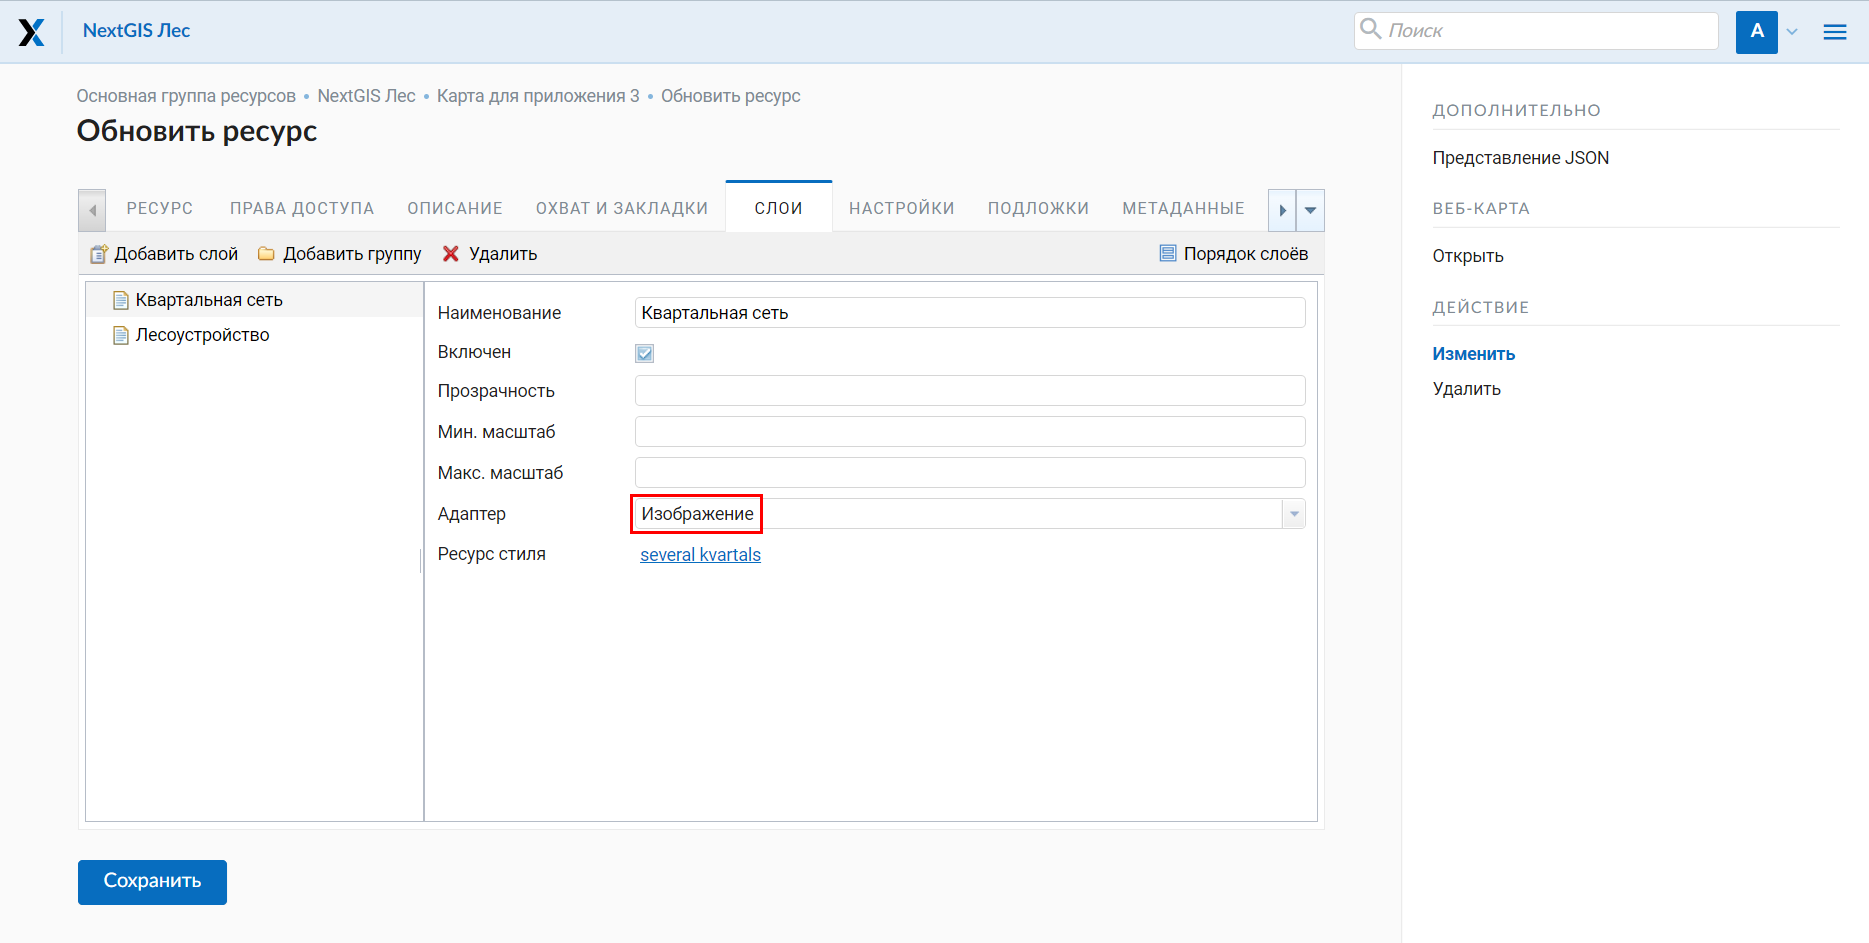 NextGIS Лес
Поиск
A
Основная группа ресурсов • NextGIS Лес • Карта для приложения 3 • Обновить ресурс
Обновить ресурс
РЕСУРС ПРАВА ДОСТУПА ОПИСАНИЕ ОХВАТ И ЗАКЛАДКИ СЛОИ НАСТРОЙКИ ПОДЛОЖКИ МЕТАДАННЫЕ
Добавить слой Добавить группу Удалить Порядок слоёв
Квартальная сеть
Лесоустройство
Наименование Квартальная сеть
Включен
Прозрачность
Мин. масштаб
Макс. масштаб
Адаптер Изображение
Ресурс стиля several kvartals
Сохранить
ДОПОЛНИТЕЛЬНО
Представление JSON
ВЕБ-КАРТА
Открыть
ДЕЙСТВИЕ
Изменить
Удалить